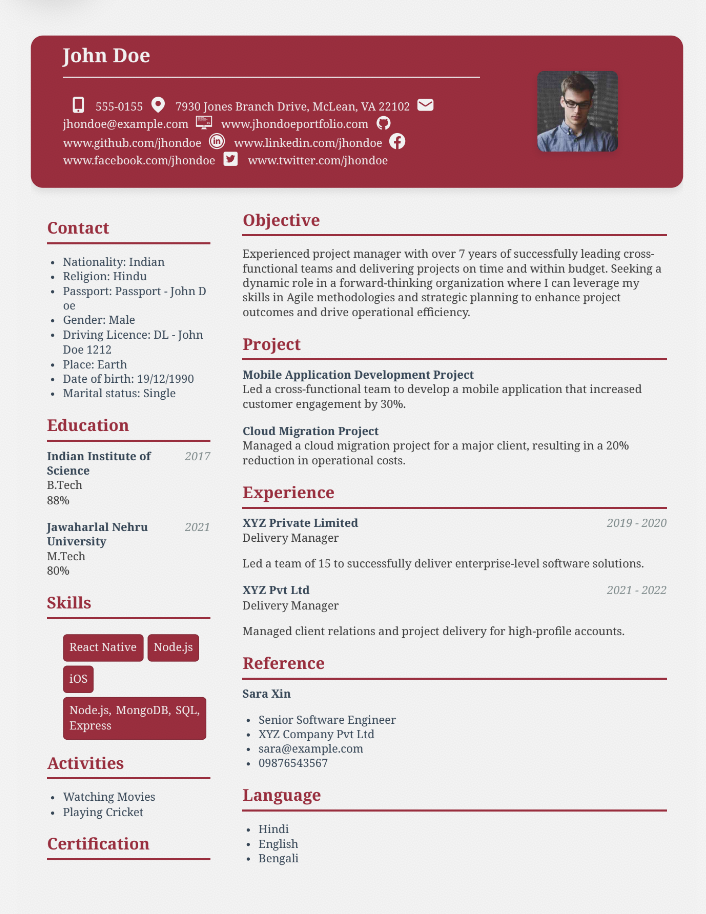 John Doe
555-0155 7930 Jones Branch Drive, McLean, VA 22102
jhondoe@example.com www.jhondoeportfolio.com
www.github.com/jhondoe www.linkedin.com/jhondoe
www.facebook.com/jhondoe www.twitter.com/jhondoe
Contact
• Nationality: Indian
• Religion: Hindu
• Passport: Passport - John D
oe
• Gender: Male
• Driving Licence: DL - John
Doe 1212
• Place: Earth
• Date of birth: 19/12/1990
• Marital status: Single
Education
Indian Institute of 2017
Science
B.Tech
88%
Jawaharlal Nehru 2021
University
M.Tech
80%
Skills
React Native Node.js
iOS
Node.js, MongoDB, SQL,
Express
Activities
• Watching Movies
• Playing Cricket
Certification
Objective
Experienced project manager with over 7 years of successfully leading cross-
functional teams and delivering projects on time and within budget. Seeking a
dynamic role in a forward-thinking organization where I can leverage my
skills in Agile methodologies and strategic planning to enhance project
outcomes and drive operational efficiency.
Project
Mobile Application Development Project
Led a cross-functional team to develop a mobile application that increased
customer engagement by 30%.
Cloud Migration Project
Managed a cloud migration project for a major client, resulting in a 20%
reduction in operational costs.
Experience
XYZ Private Limited 2019 - 2020
Delivery Manager
Led a team of 15 to successfully deliver enterprise-level software solutions.
XYZ Pvt Ltd 2021 - 2022
Delivery Manager
Managed client relations and project delivery for high-profile accounts.
Reference
Sara Xin
• Senior Software Engineer
• XYZ Company Pvt Ltd
• sara@example.com
• 09876543567
Language
• Hindi
• English
• Bengali